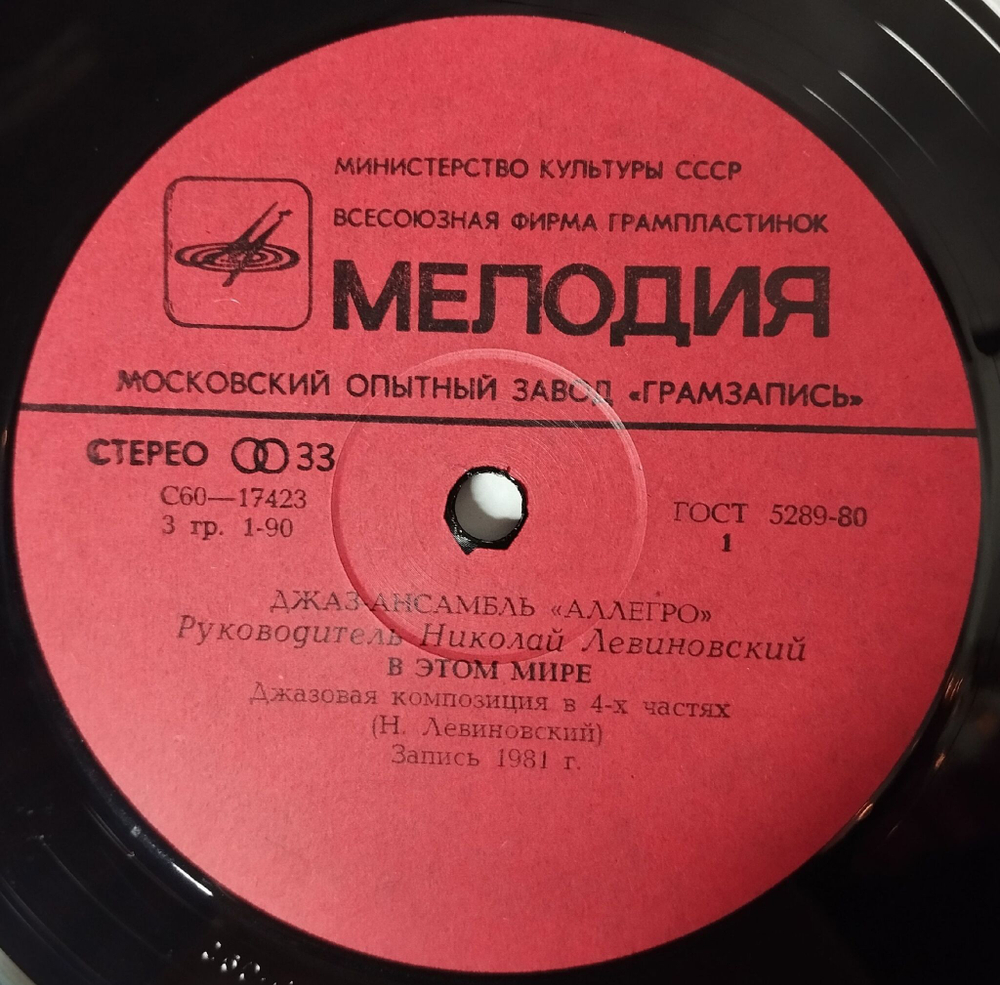 МИНИСТЕРСТВО КУЛЬТУРЫ СССР
ВСЕСОЮЗНАЯ ФИРМА ГРАМПЛАСТИНОК
МЕЛОДИЯ
МОСКОВСКИЙ ОПЫТНЫЙ ЗАВОД «ГРАМЗАПИСЬ»
СТЕРЕО 33
С60—17423
3 гр. 1-90
ГОСТ 5289-80
1
ДЖАЗ-АНСАМБЛЬ «АЛЛЕГРО»
Руководитель Николай Левиновский
В ЭТОМ МИРЕ
Джазовая композиция в 4-х частях
(Н. Левиновский)
Запись 1981 г.